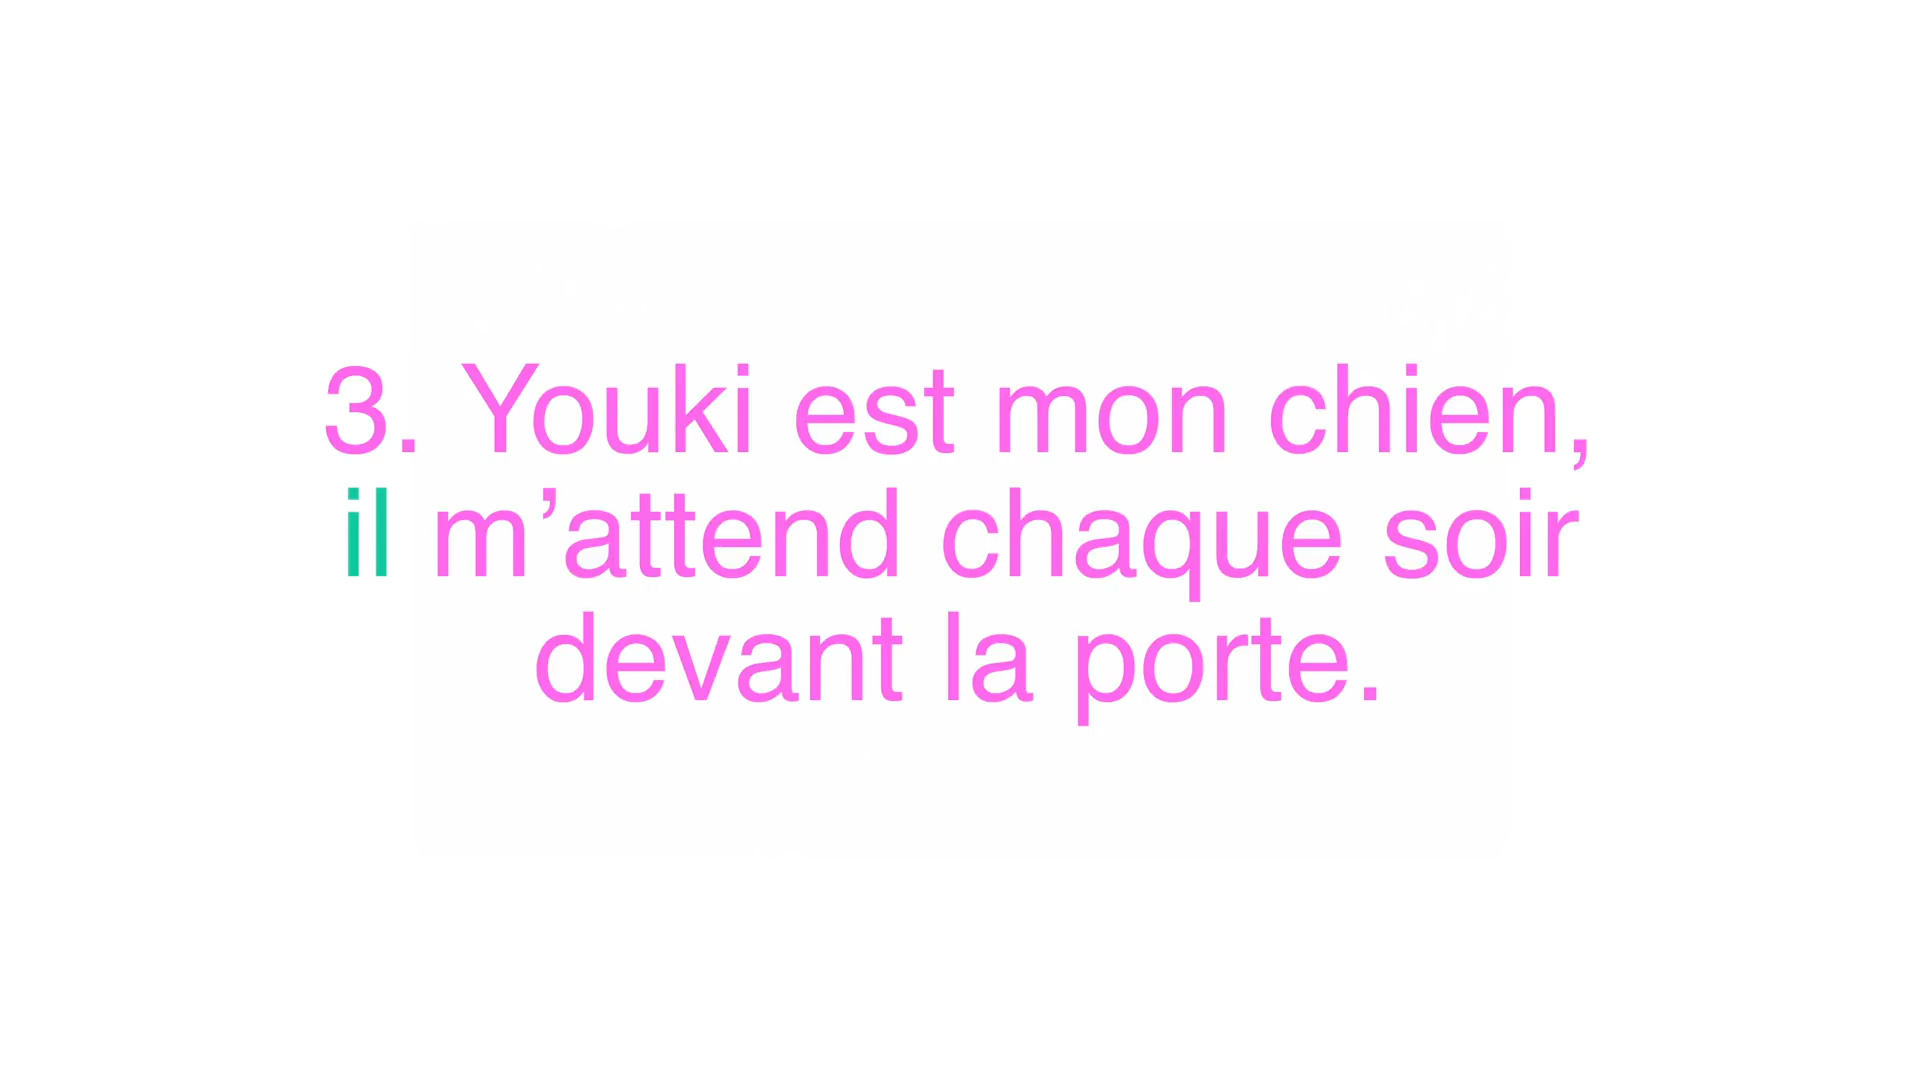 3. Youki est mon chien,
il m’attend chaque soir
devant la porte.